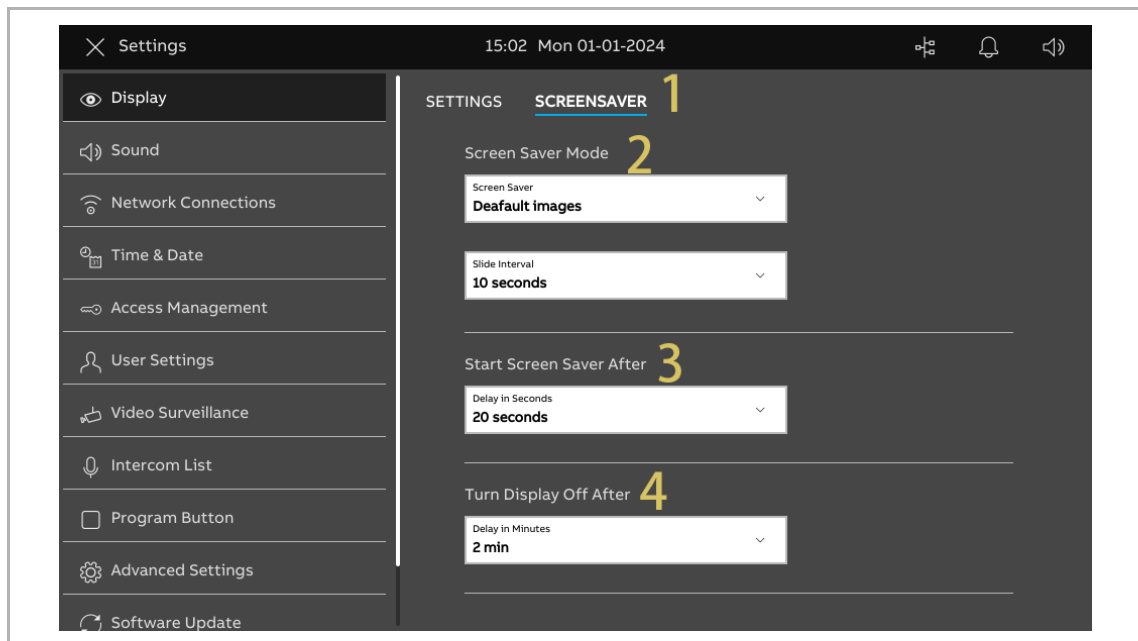 Settings
15:02 Mon 01-01-2024
Display
Sound
Network Connections
31
Time & Date
Access Management
User Settings
Video Surveillance
Intercom List
Program Button
Advanced Settings
Software Update
SETTINGS SCREENSAVER 1
Screen Saver Mode 2
Screen Saver
Deafault images
Slide Interval
10 seconds
Start Screen Saver After 3
Delay in Seconds
20 seconds
Turn Display Off After 4
Delay in Minutes
2 min